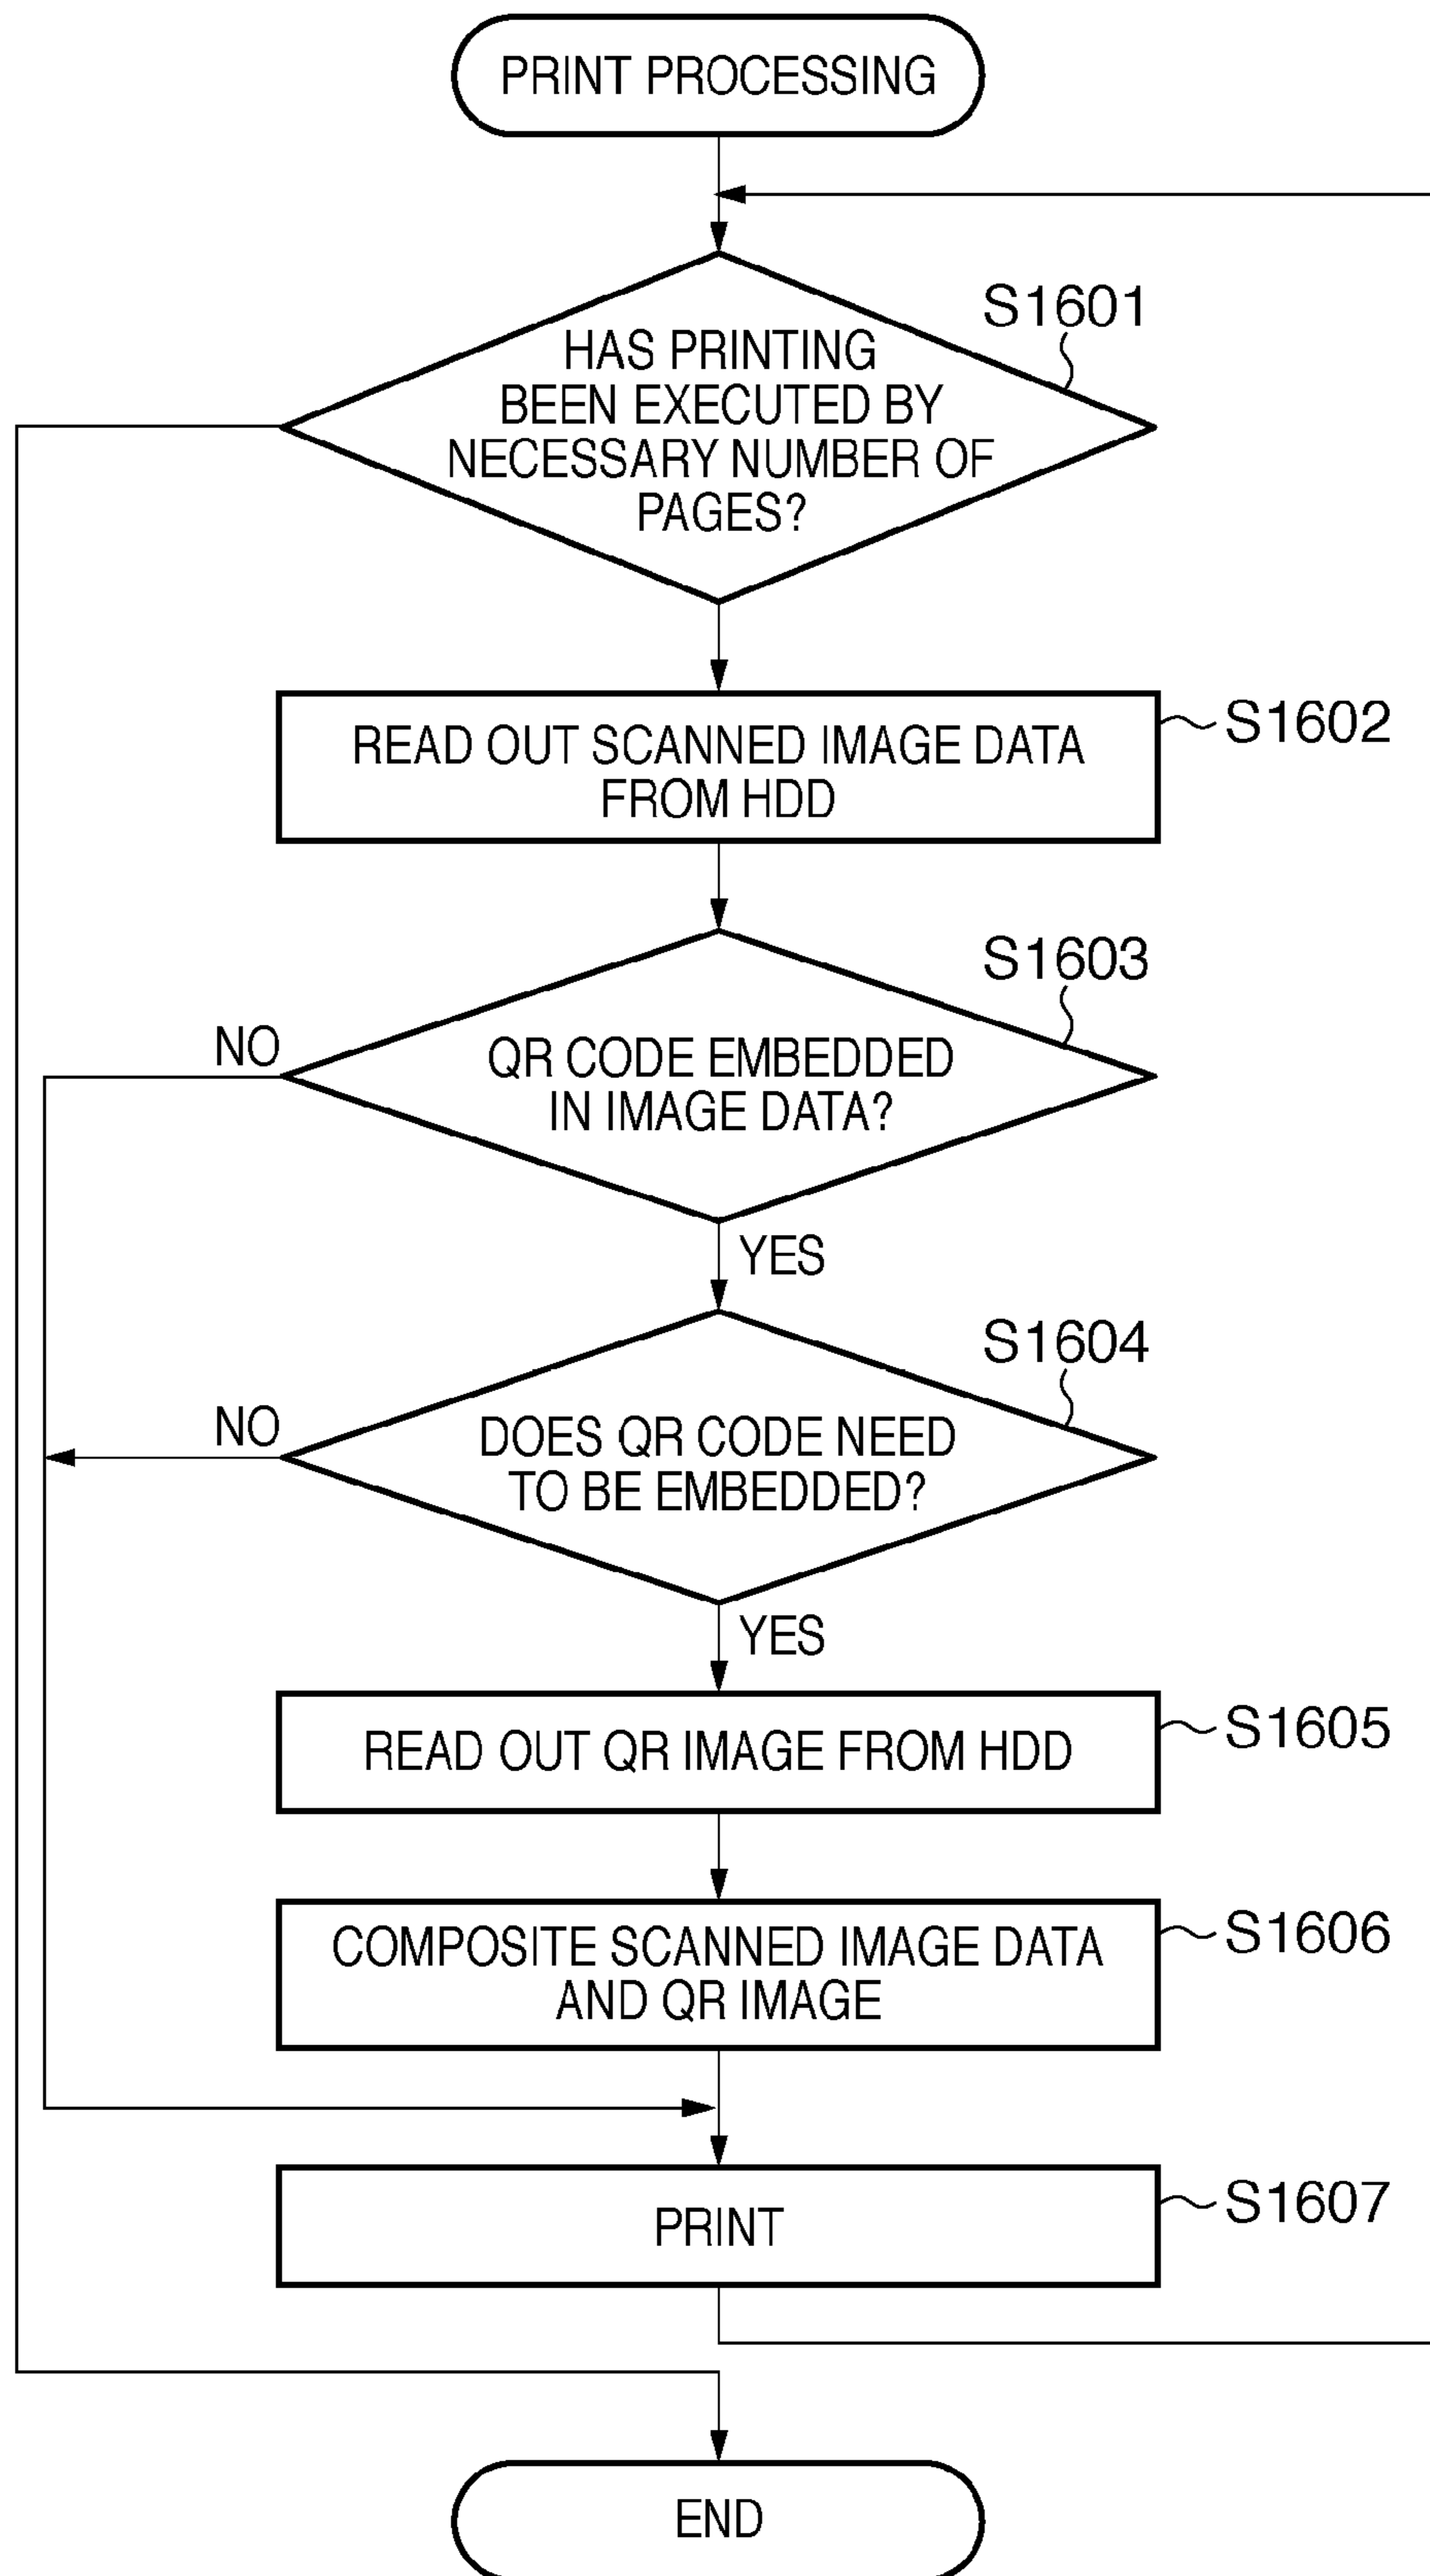 PRINT PROCESSING
S1601
HAS PRINTING
BEEN EXECUTED BY
NECESSARY NUMBER OF
PAGES?
S1602
READ OUT SCANNED IMAGE DATA
FROM HDD
S1603
NO
QR CODE EMBEDDED
IN IMAGE DATA?
YES
S1604
NO
DOES QR CODE NEED
TO BE EMBEDDED?
YES
READ OUT QR IMAGE FROM HDD
S1605
COMPOSITE SCANNED IMAGE DATA
AND QR IMAGE
S1606
PRINT
S1607
END